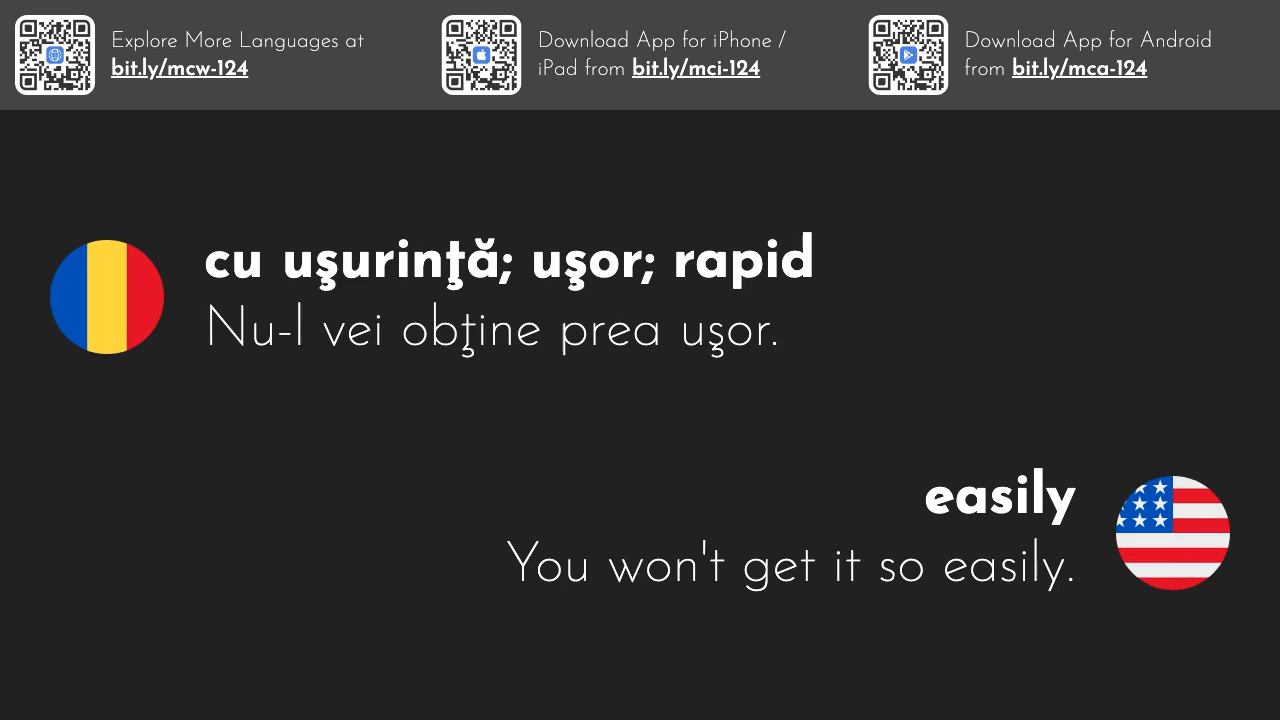 Explore More Languages at
bit.ly/mcw-124
Download App for iPhone /
iPad from bit.ly/mci-124
Download App for Android
from bit.ly/mca-124
cu uşurinţă; uşor; rapid
Nu-l vei obţine prea uşor.
easily
You won't get it so easily.